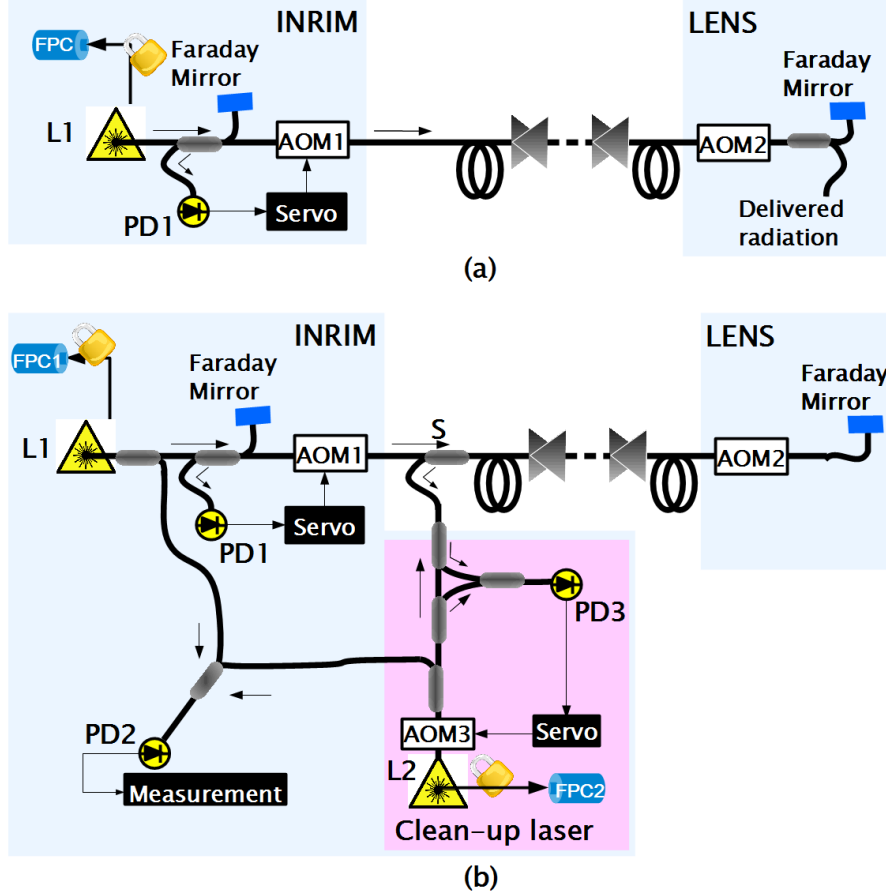 INRIM
LENS
FPC
Faraday
Mirror
Faraday
Mirror
L1
AOM1
AOM2
PD1
Servo
Delivered
radiation
(a)
INRIM
LENS
FPC1
Faraday
Mirror
Faraday
Mirror
L1
S
AOM1
AOM2
PD1
Servo
PD3
PD2
AOM3
Servo
L2
Measurement
FPC2
Clean-up laser
(b)